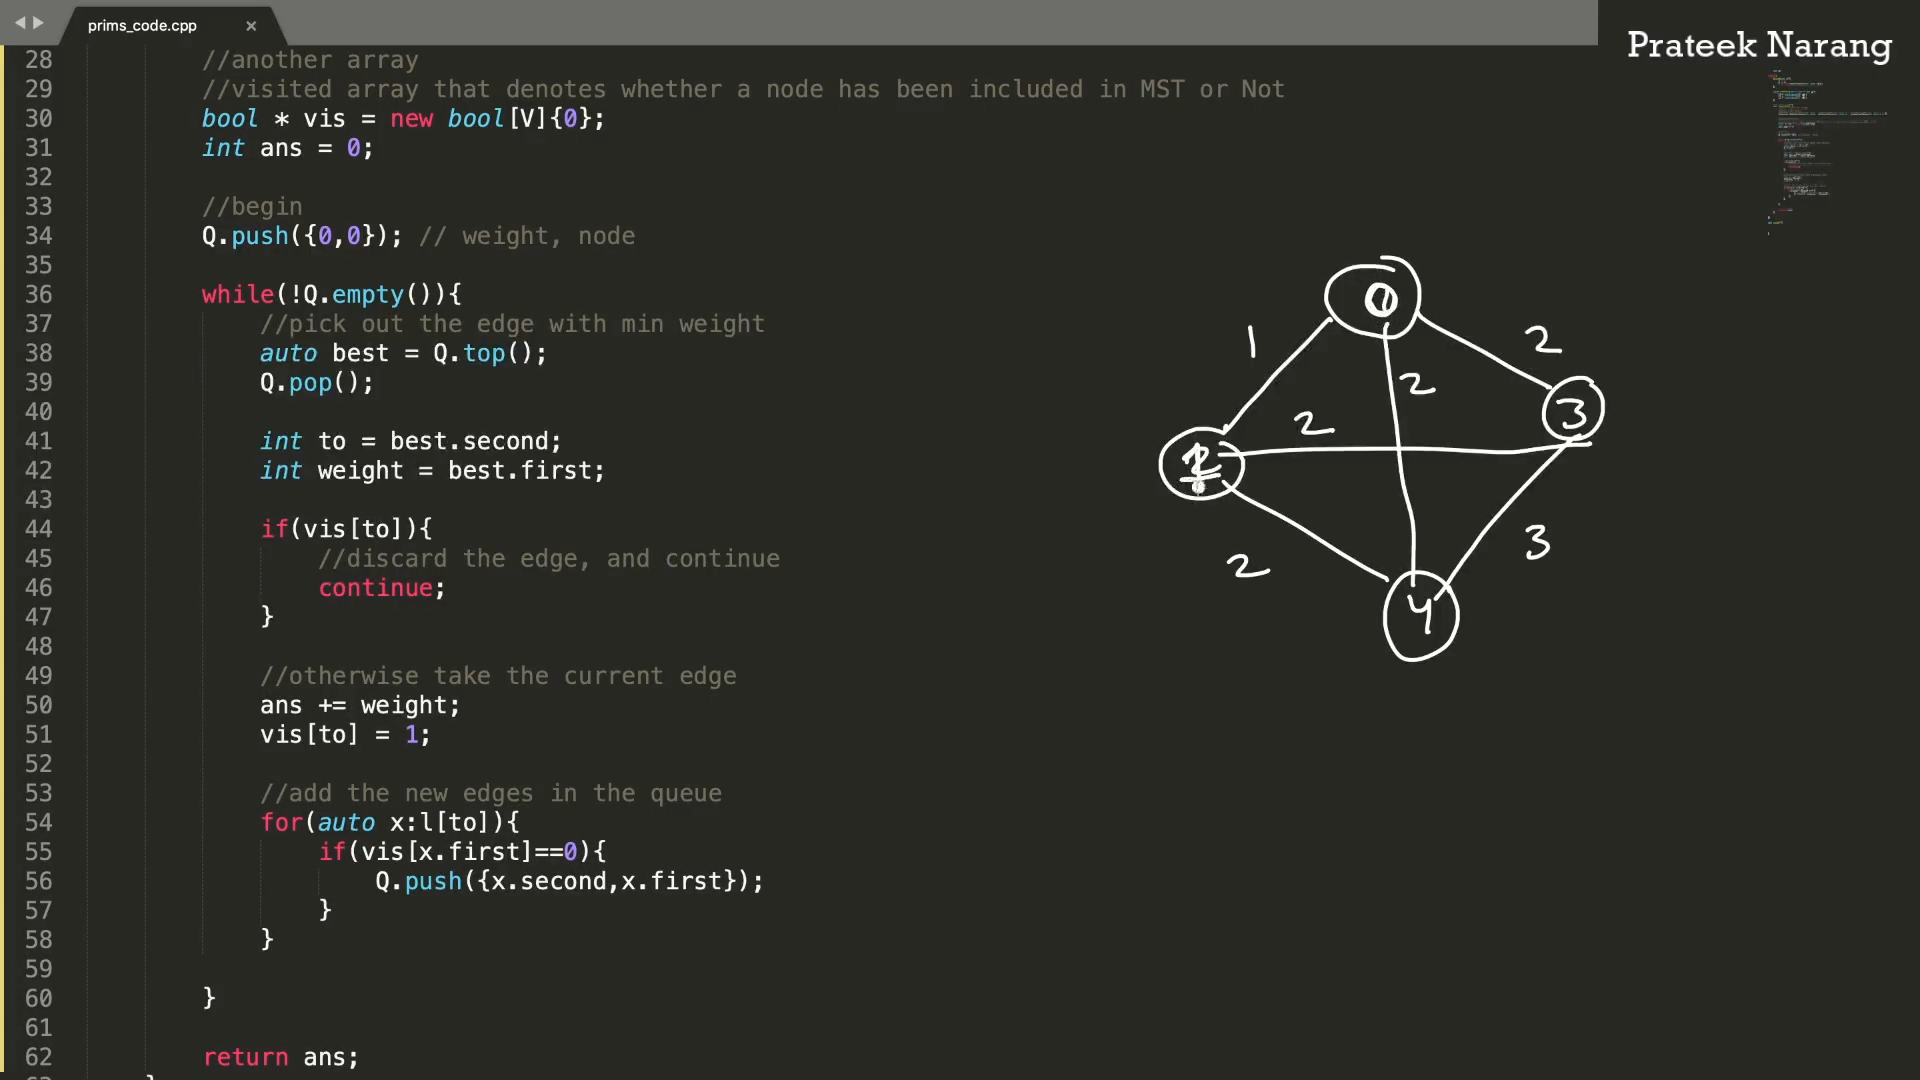 prims_code.cpp ×
Prateek Narang
28 //another array
29 //visited array that denotes whether a node has been included in MST or Not
30 bool * vis = new bool[V]{0};
31 int ans = 0;
32
33 //begin
34 Q.push({0,0}); // weight, node
35
36 while(!Q.empty()){
37 //pick out the edge with min weight
38 auto best = Q.top();
39 Q.pop();
40
41 int to = best.second;
42 int weight = best.first;
43
44 if(vis[to]){
45 //discard the edge, and continue
46 continue;
47 }
48
49 //otherwise take the current edge
50 ans += weight;
51 vis[to] = 1;
52
53 //add the new edges in the queue
54 for(auto x:l[to]){
55 if(vis[x.first]==0){
56 Q.push({x.second,x.first});
57 }
58 }
59
60 }
61
62 return ans;
0
1
2
2
3
2
2
3
4